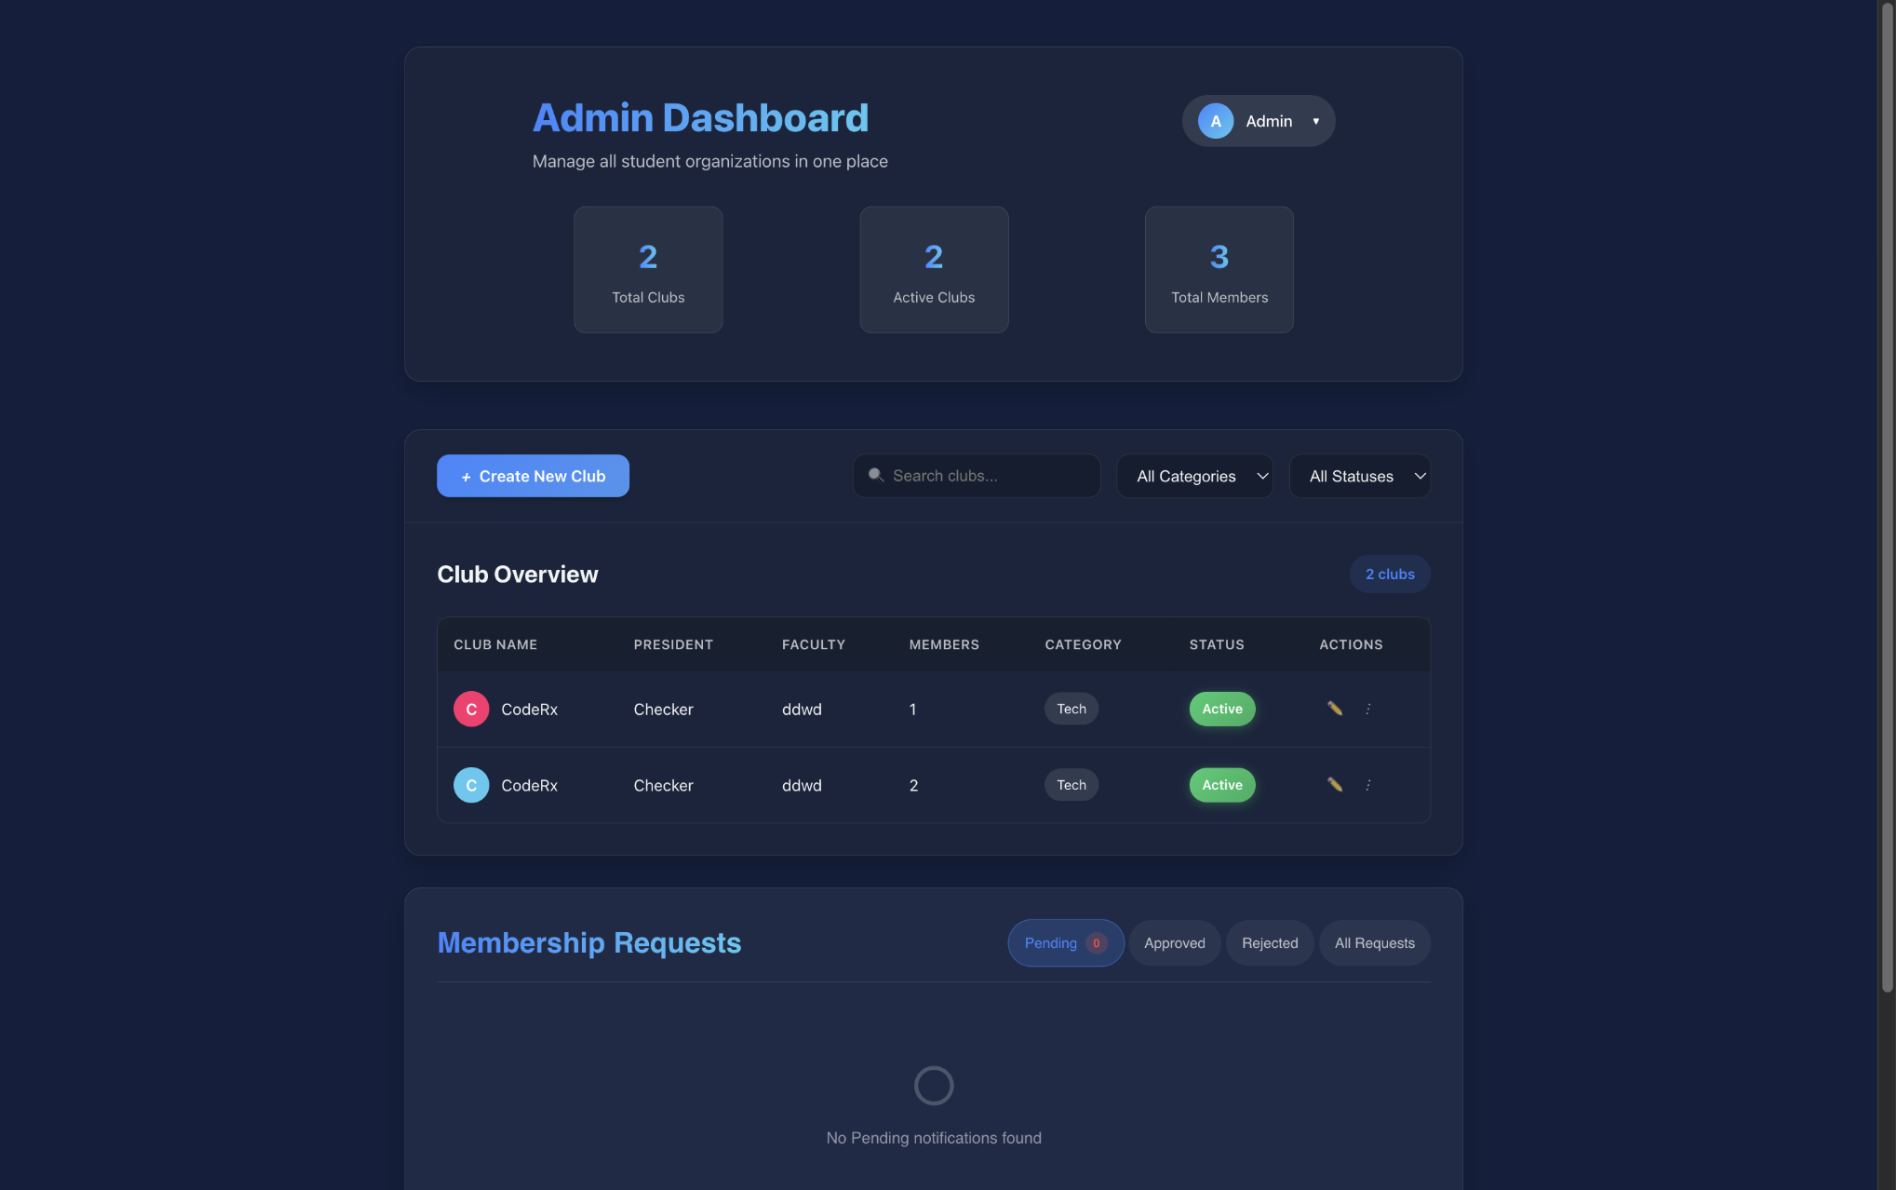 Admin Dashboard
Manage all student organizations in one place
A Admin ▾
2
Total Clubs
2
Active Clubs
3
Total Members
+ Create New Club
Search clubs...
All Categories
All Statuses
Club Overview
2 clubs
CLUB NAME PRESIDENT FACULTY MEMBERS CATEGORY STATUS ACTIONS
C CodeRx Checker ddwd 1 Tech Active
C CodeRx Checker ddwd 2 Tech Active
Membership Requests
Pending 0 Approved Rejected All Requests
No Pending notifications found